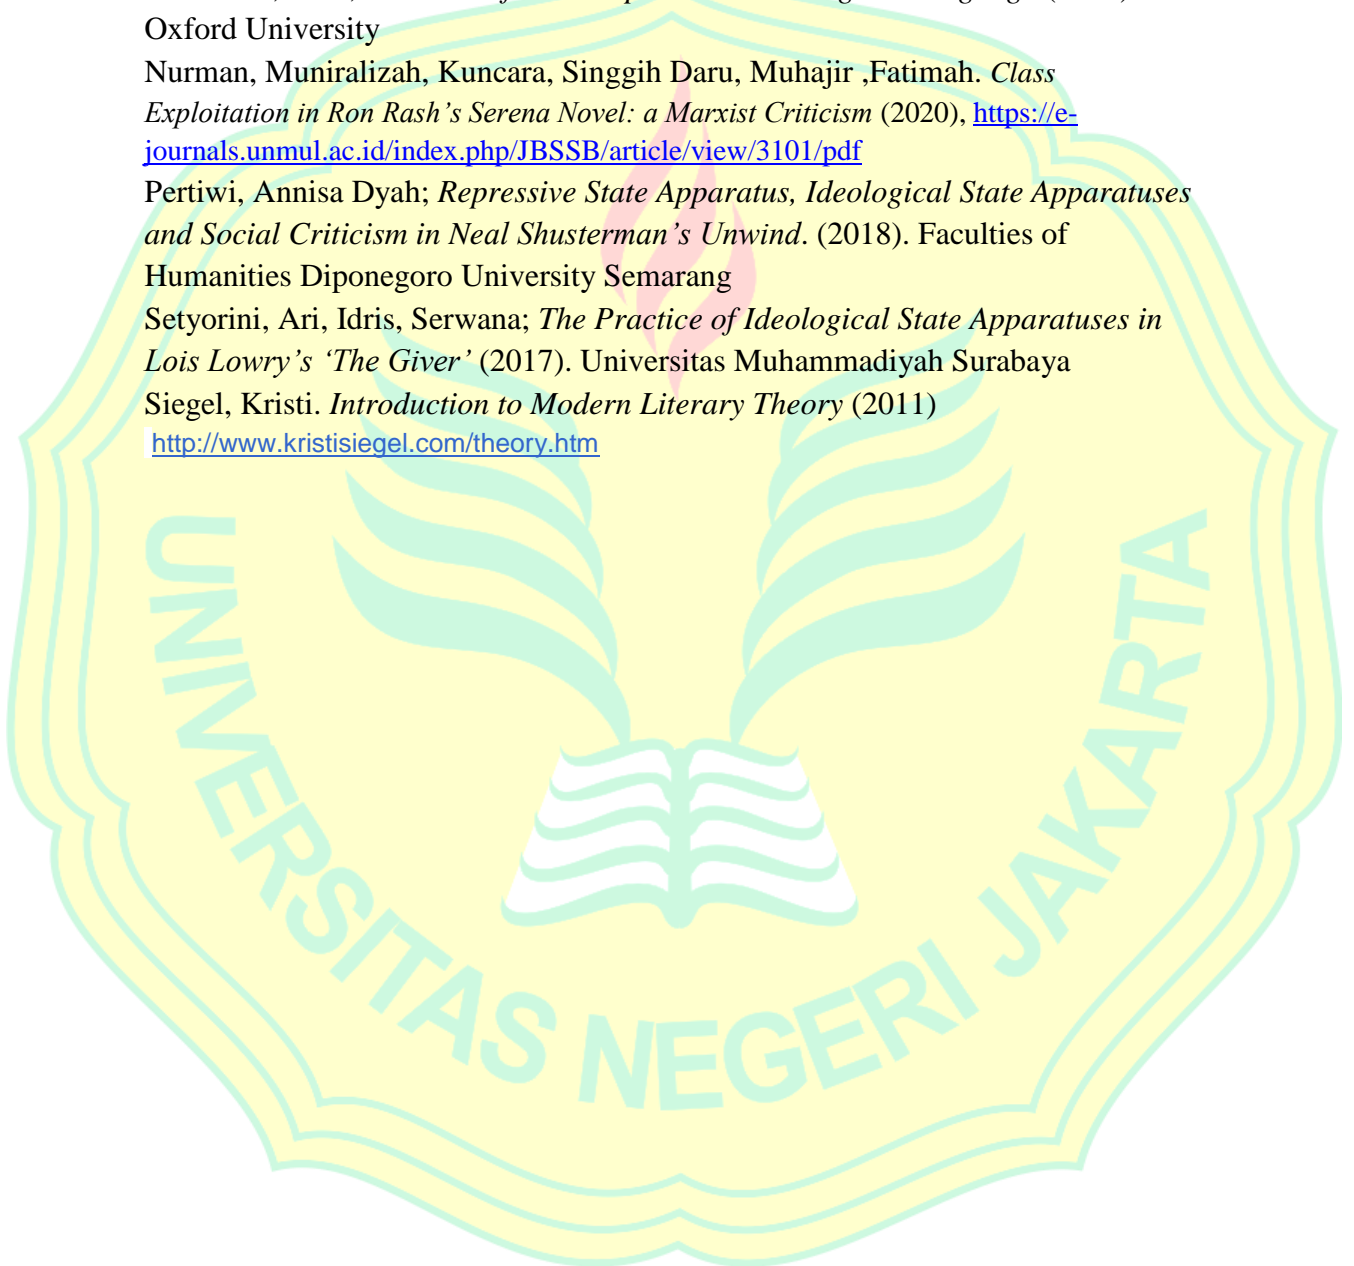 Oxford University
Nurman, Muniralizah, Kuncara, Singgih Daru, Muhajir ,Fatimah. Class
Exploitation in Ron Rash’s Serena Novel: a Marxist Criticism (2020), https://e-
journals.unmul.ac.id/index.php/JBSSB/article/view/3101/pdf
Pertiwi, Annisa Dyah; Repressive State Apparatus, Ideological State Apparatuses
and Social Criticism in Neal Shusterman’s Unwind. (2018). Faculties of
Humanities Diponegoro University Semarang
Setyorini, Ari, Idris, Serwana; The Practice of Ideological State Apparatuses in
Lois Lowry’s ‘The Giver’ (2017). Universitas Muhammadiyah Surabaya
Siegel, Kristi. Introduction to Modern Literary Theory (2011)
http://www.kristisiegel.com/theory.htm
UNIVERSITAS NEGERI JAKARTA